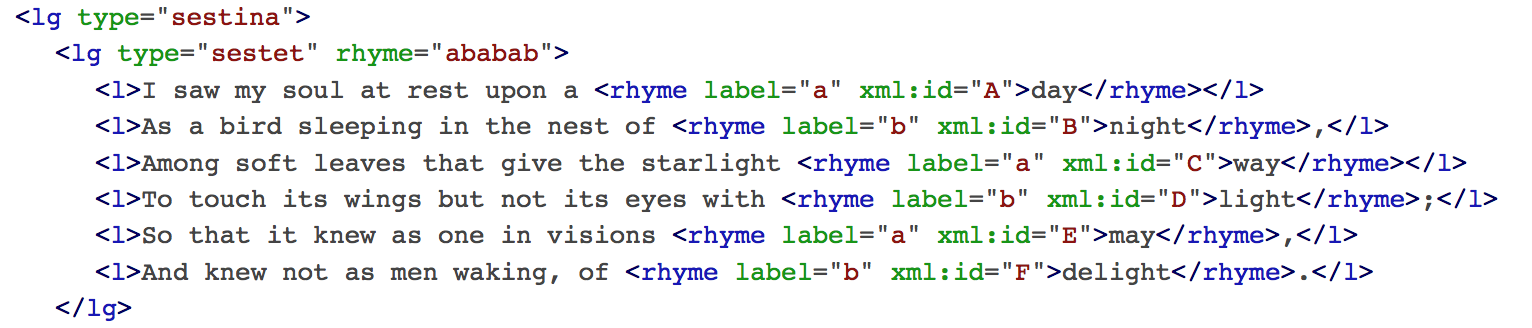 <lg type="sestina">
<lg type="sestet" rhyme="ababab">
<l>I saw my soul at rest upon a <rhyme label="a" xml:id="A">day</rhyme></l>
<l>As a bird sleeping in the nest of <rhyme label="b" xml:id="B">night</rhyme>,</l>
<l>Among soft leaves that give the starlight <rhyme label="a" xml:id="C">way</rhyme></l>
<l>To touch its wings but not its eyes with <rhyme label="b" xml:id="D">light</rhyme>;</l>
<l>So that it knew as one in visions <rhyme label="a" xml:id="E">may</rhyme>,</l>
<l>And knew not as men waking, of <rhyme label="b" xml:id="F">delight</rhyme>.</l>
</lg>